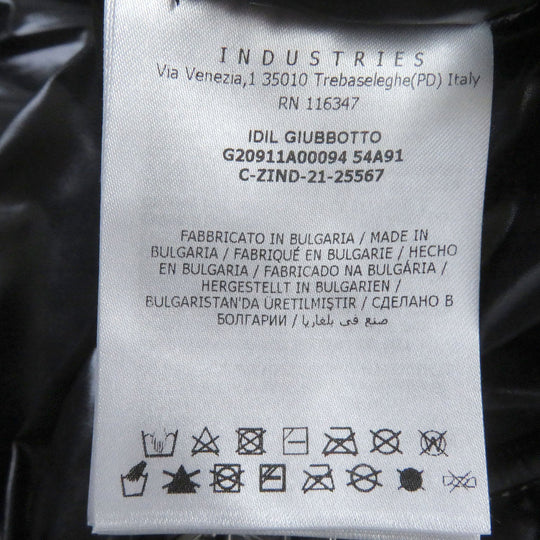 INDUSTRIES
Via Venezia,1 35010 Trebaseleghe(PD) Italy
RN 116347
IDIL GIUBBOTTO
G20911A00094 54A91
C-ZIND-21-25567
FABBRICATO IN BULGARIA / MADE IN
BULGARIA / FABRIQUÉ EN BULGARIE / HECHO
EN BULGARIA / FABRICADO NA BULGÁRIA /
HERGESTELLT IN BULGARIEN /
BULGARISTAN'DA ÜRETILMIŞTIR / СДЕЛАНО В
БОЛГАРИИ / صنع في بلغاريا